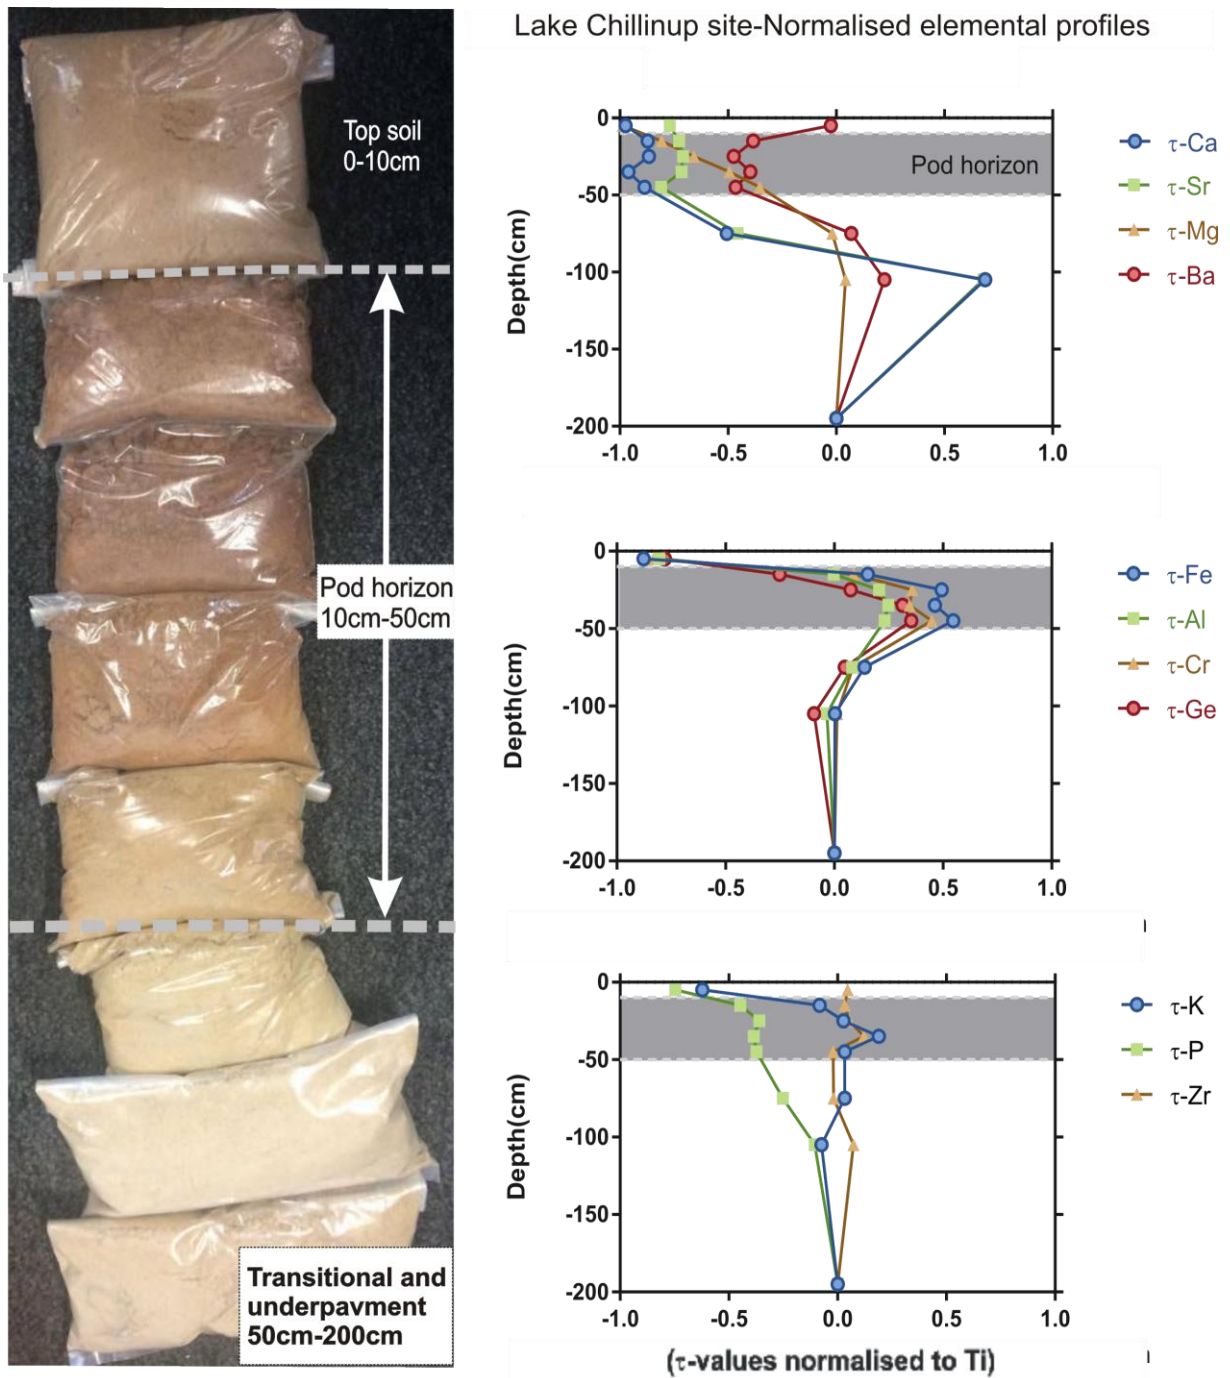 Lake Chillinup site-Normalised elemental profiles
Top soil
0-10cm
Pod horizon
10cm-50cm
Transitional and
underpavment
50cm-200cm
0
-50
-100
-150
-200
Depth(cm)
Pod horizon
-1.0 -0.5 0.0 0.5 1.0
τ-Ca
τ-Sr
τ-Mg
τ-Ba
0
-50
-100
-150
-200
Depth(cm)
-1.0 -0.5 0.0 0.5 1.0
τ-Fe
τ-Al
τ-Cr
τ-Ge
0
-50
-100
-150
-200
Depth(cm)
-1.0 -0.5 0.0 0.5 1.0
τ-K
τ-P
τ-Zr
(τ-values normalised to Ti)